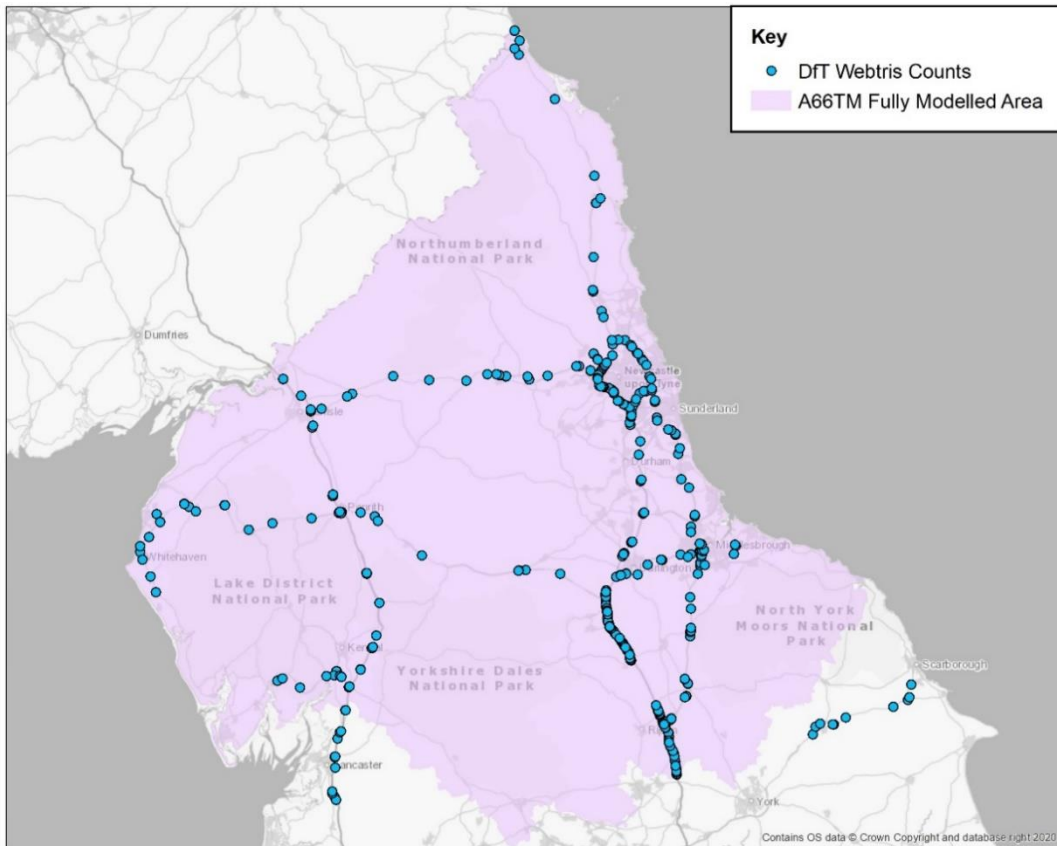 Key
DfT Webtris Counts
A66TM Fully Modelled Area
Northumberland
National Park
Dumfries
Newcastle
upon Tyne
Sunderland
Durham
Penrith
Whitehaven
Middlesbrough
Lake District
National Park
North York
Moors National
Park
Kendal
Yorkshire Dales
National Park
Scarborough
Lancaster
York
Contains OS data © Crown Copyright and database right 2020